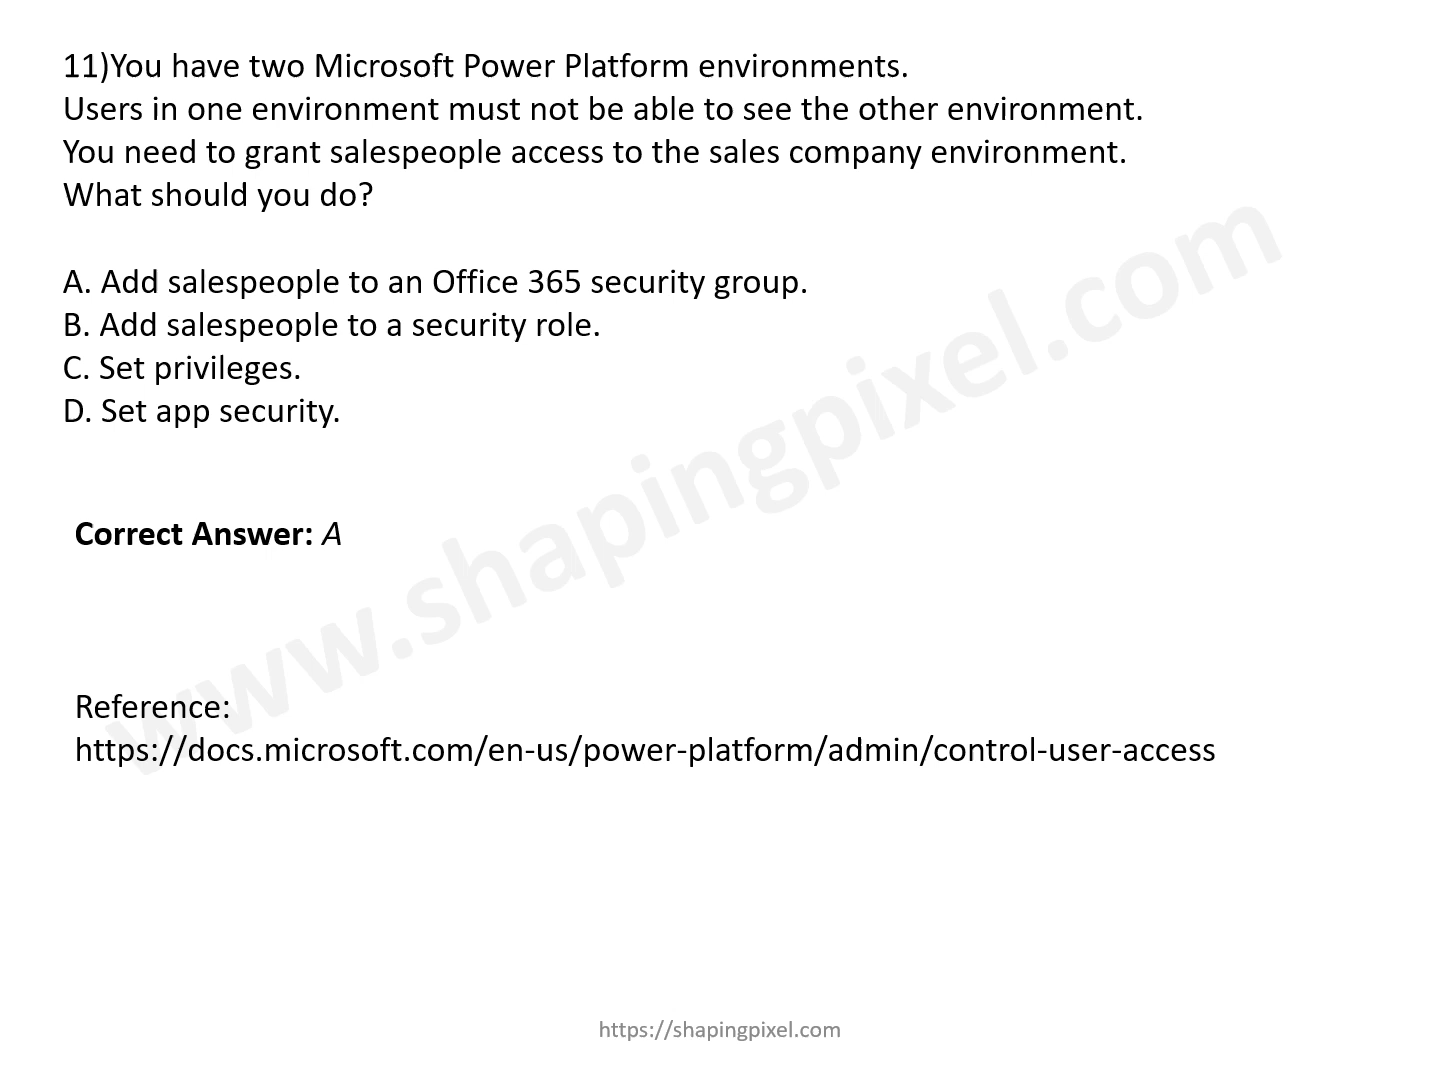 11)You have two Microsoft Power Platform environments.
Users in one environment must not be able to see the other environment.
You need to grant salespeople access to the sales company environment.
What should you do?
A. Add salespeople to an Office 365 security group.
B. Add salespeople to a security role.
C. Set privileges.
D. Set app security.
www.shapingpixel.com
Correct Answer: A
Reference:
https://docs.microsoft.com/en-us/power-platform/admin/control-user-access
https://shapingpixel.com